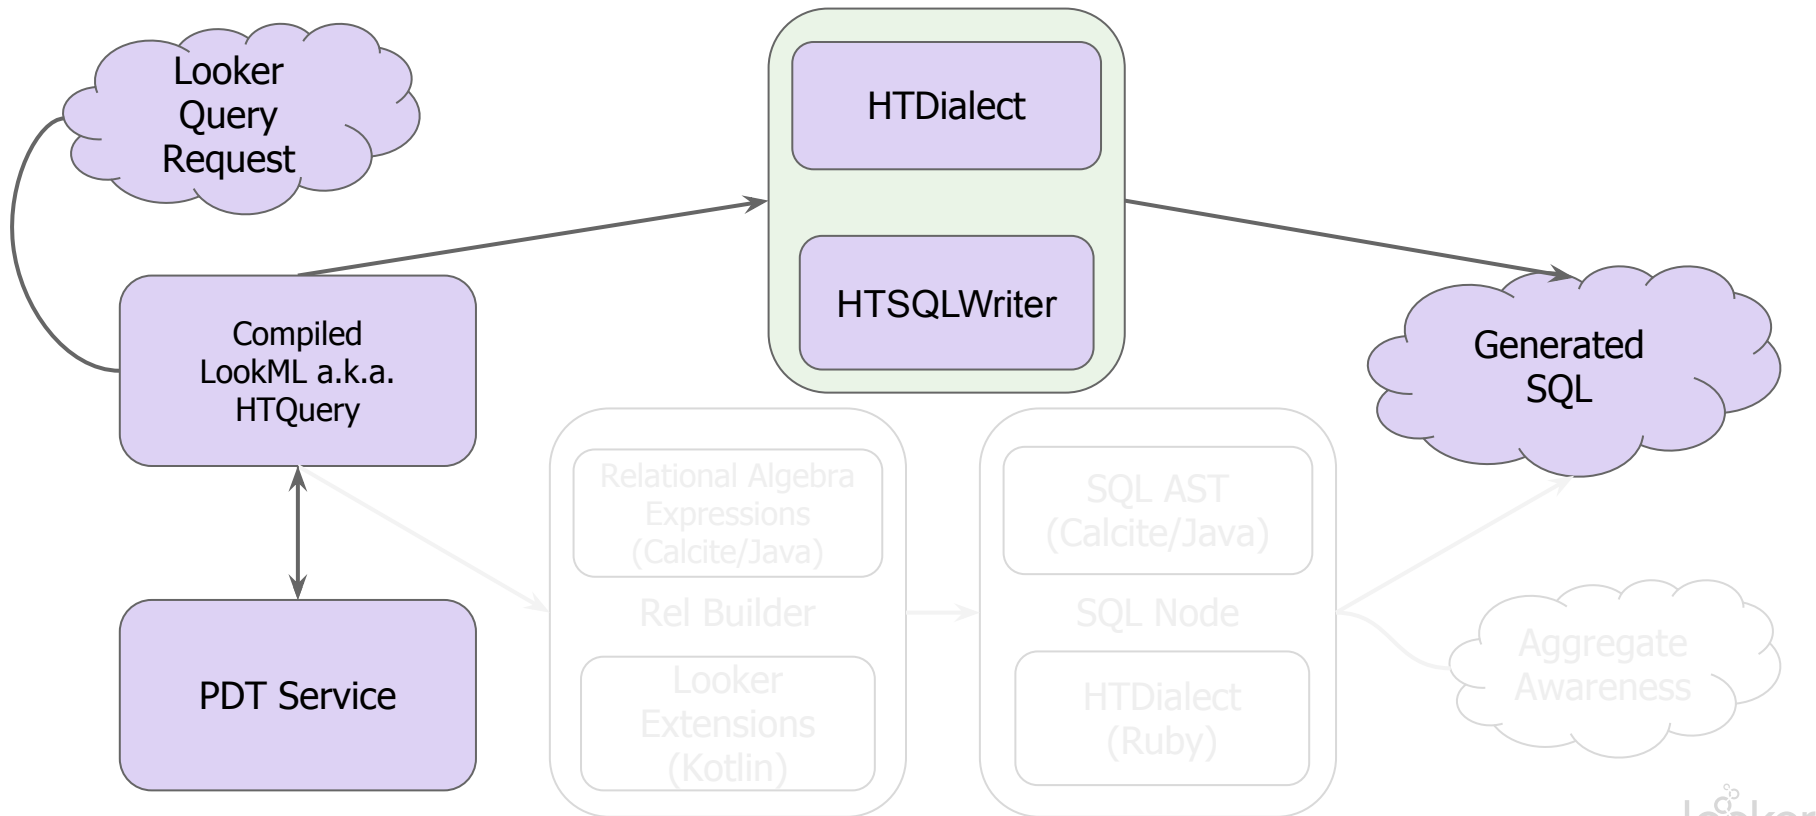 Looker
Query
Request
HTDialect
HTSQLWriter
Compiled
LookML a.k.a.
HTQuery
Generated
SQL
Relational Algebra
Expressions
(Calcite/Java)
Rel Builder
Looker
Extensions
(Kotlin)
SQL AST
(Calcite/Java)
SQL Node
HTDialect
(Ruby)
Aggregate
Awareness
PDT Service
looker